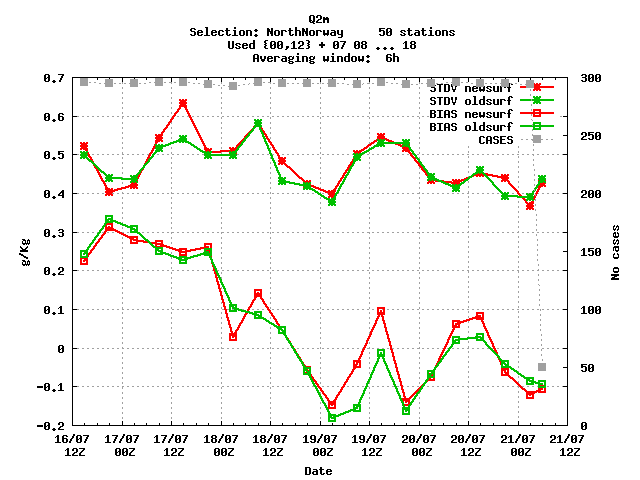 Q2m
Selection: NorthNorway 50 stations
Used {00,12} + 07 08 ... 18
Averaging window: 6h
0,7
0,6
0,5
0,4
0,3
0,2
0,1
0
-0,1
-0,2
g/Kg
STDV newsurf
STDV oldsurf
BIAS newsurf
BIAS oldsurf
CASES
300
250
200
150
100
50
0
No cases
16/07 17/07 17/07 18/07 18/07 19/07 19/07 20/07 20/07 21/07 21/07
12Z 00Z 12Z 00Z 12Z 00Z 12Z 00Z 12Z 00Z 12Z
Date